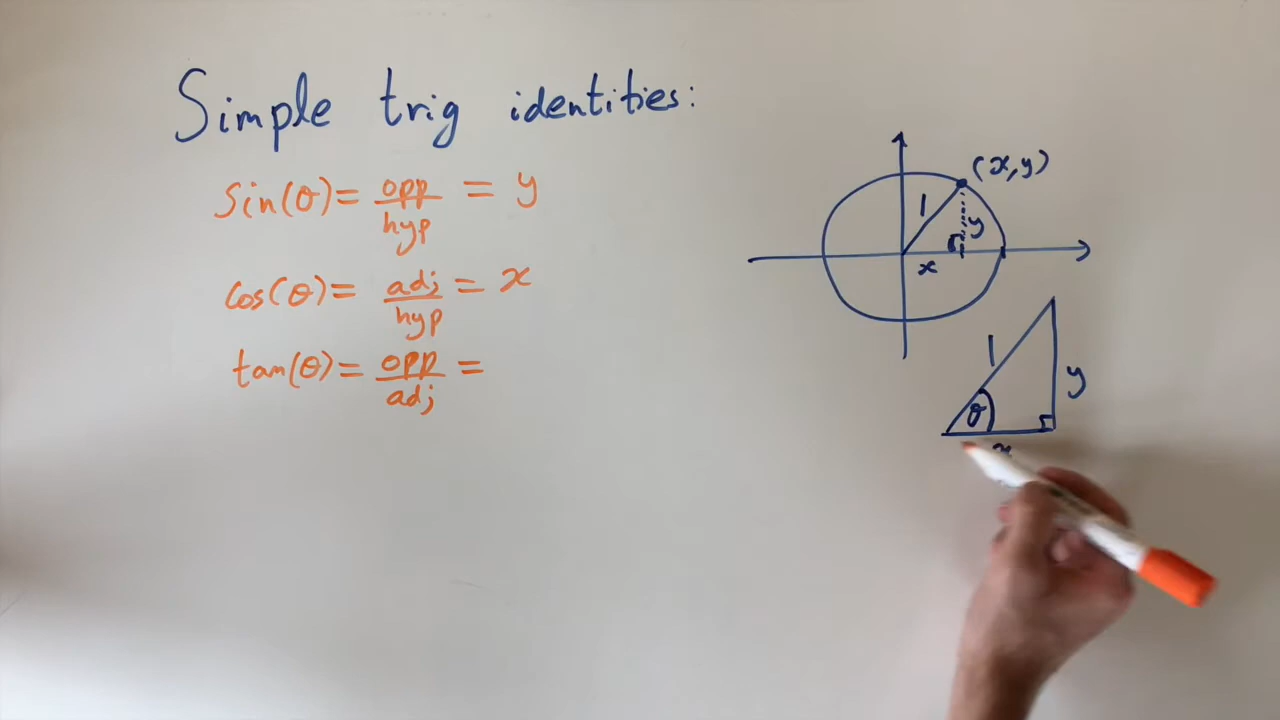 Simple trig identities:
Sin(θ)= opp/hyp = y
cos(θ)= adj/hyp = x
tan(θ)= opp/adj =
(x,y)
1
y
x
1
y
θ
x